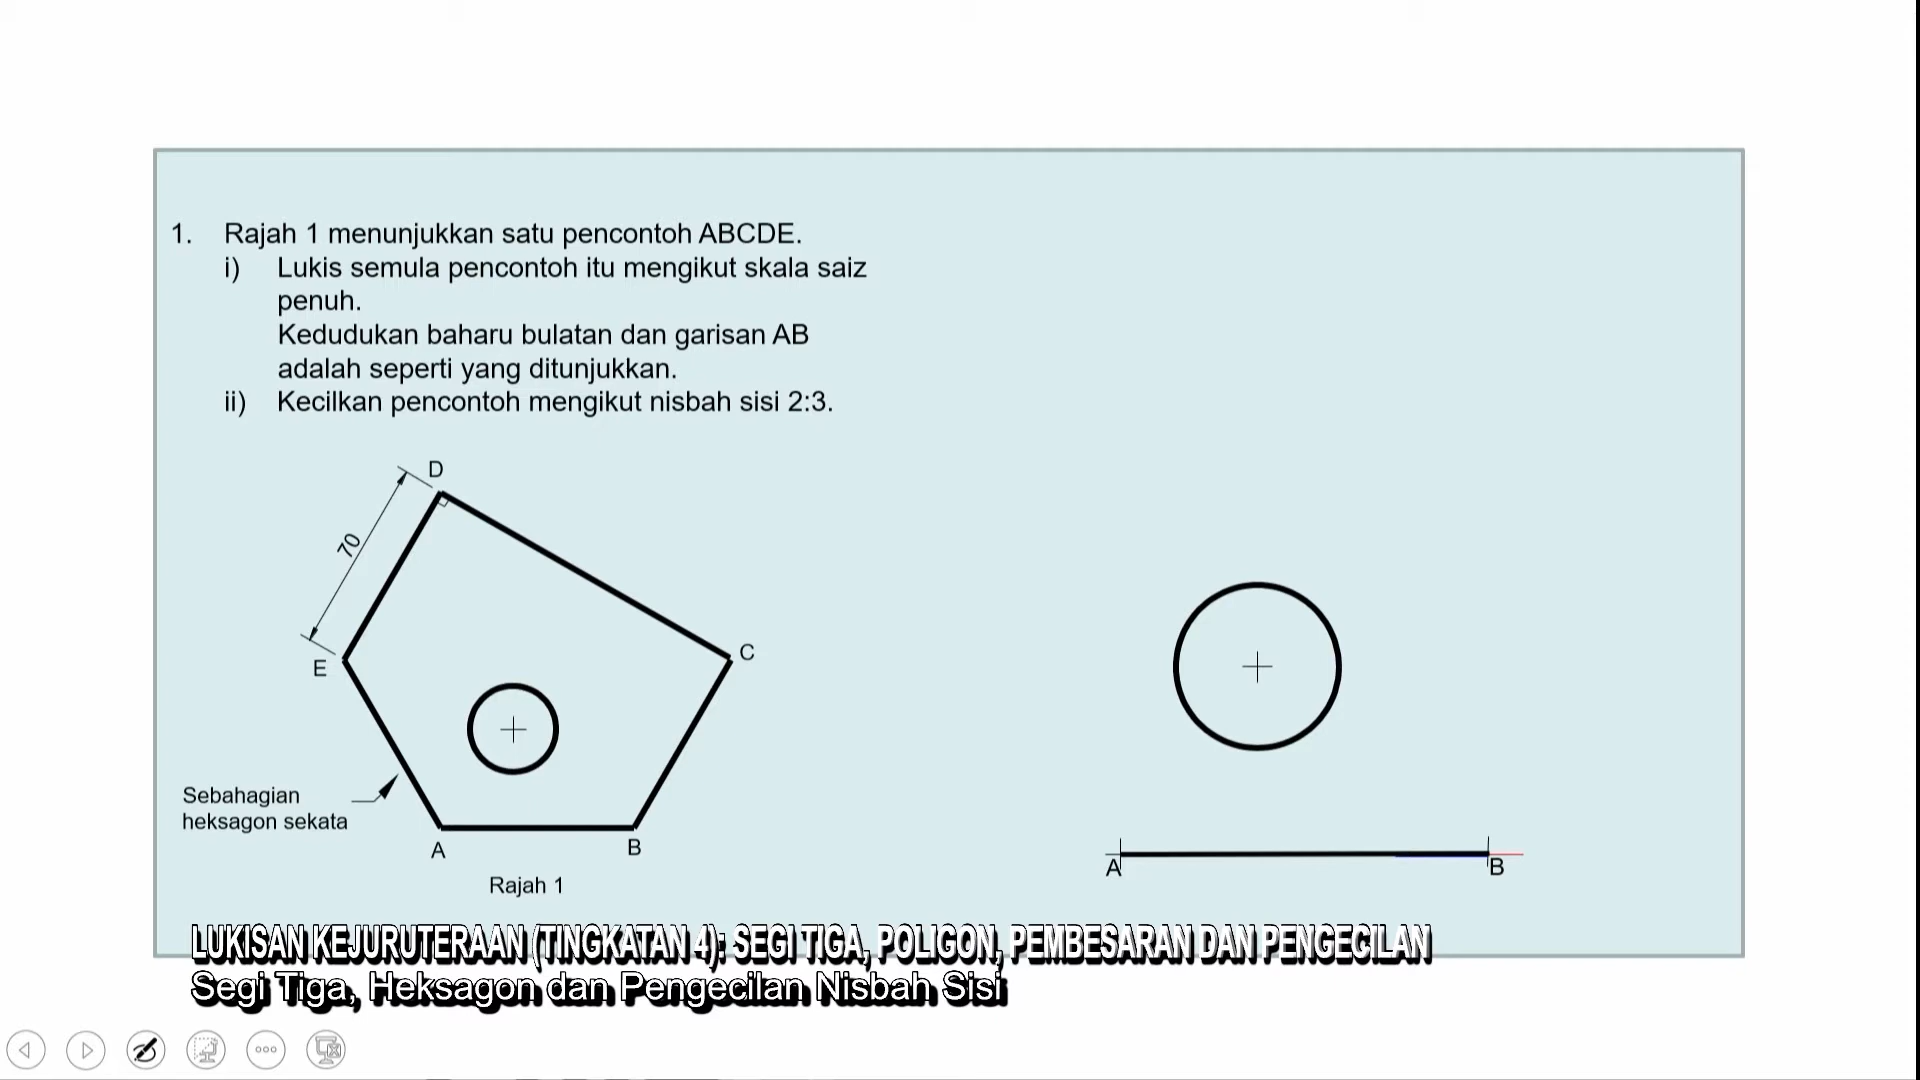 1. Rajah 1 menunjukkan satu pencontoh ABCDE.
i) Lukis semula pencontoh itu mengikut skala saiz
penuh.
Kedudukan baharu bulatan dan garisan AB
adalah seperti yang ditunjukkan.
ii) Kecilkan pencontoh mengikut nisbah sisi 2:3.
D
70
E
C
Sebahagian
heksagon sekata
A
B
Rajah 1
A
B
LUKISAN KEJURUTERAAN (TINGKATAN 4): SEGI TIGA, POLIGON, PEMBESARAN DAN PENGECILAN
Segi Tiga, Heksagon dan Pengecilan Nisbah Sisi